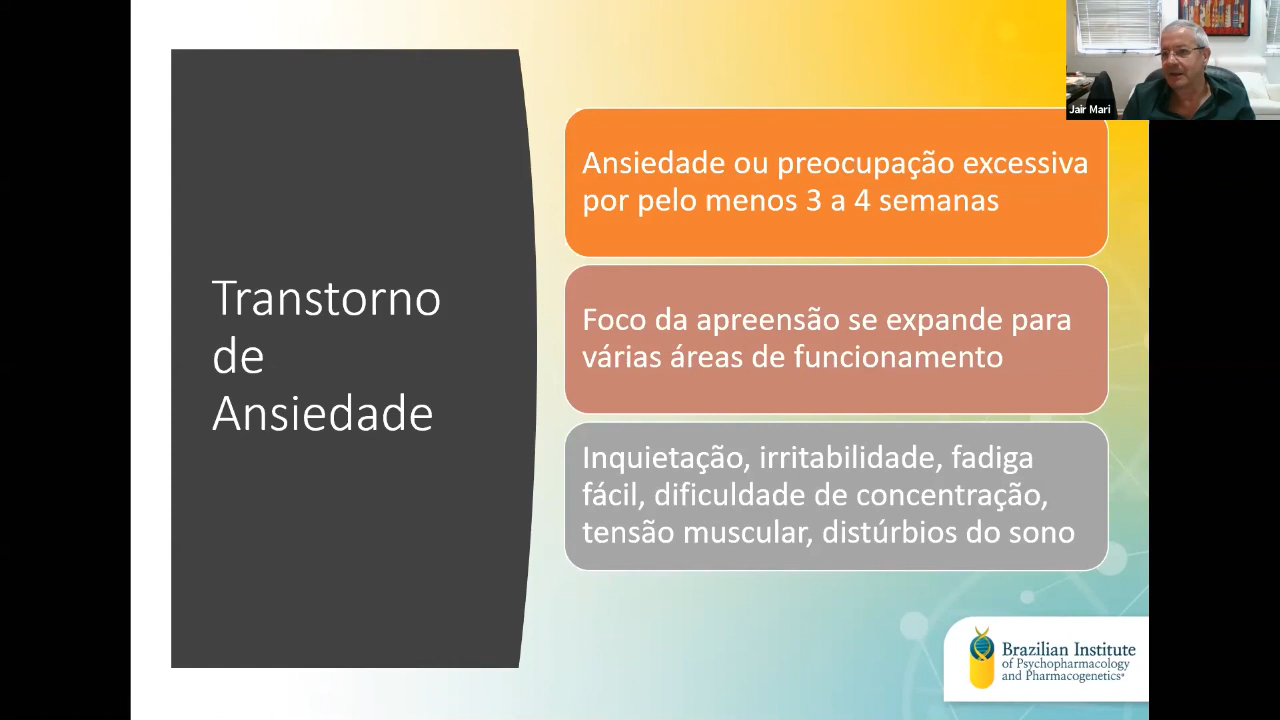 Jair Mari
Transtorno
de
Ansiedade
Ansiedade ou preocupação excessiva
por pelo menos 3 a 4 semanas
Foco da apreensão se expande para
várias áreas de funcionamento
Inquietação, irritabilidade, fadiga
fácil, dificuldade de concentração,
tensão muscular, distúrbios do sono
Brazilian Institute
of Psychopharmacology
and Pharmacogenetics®